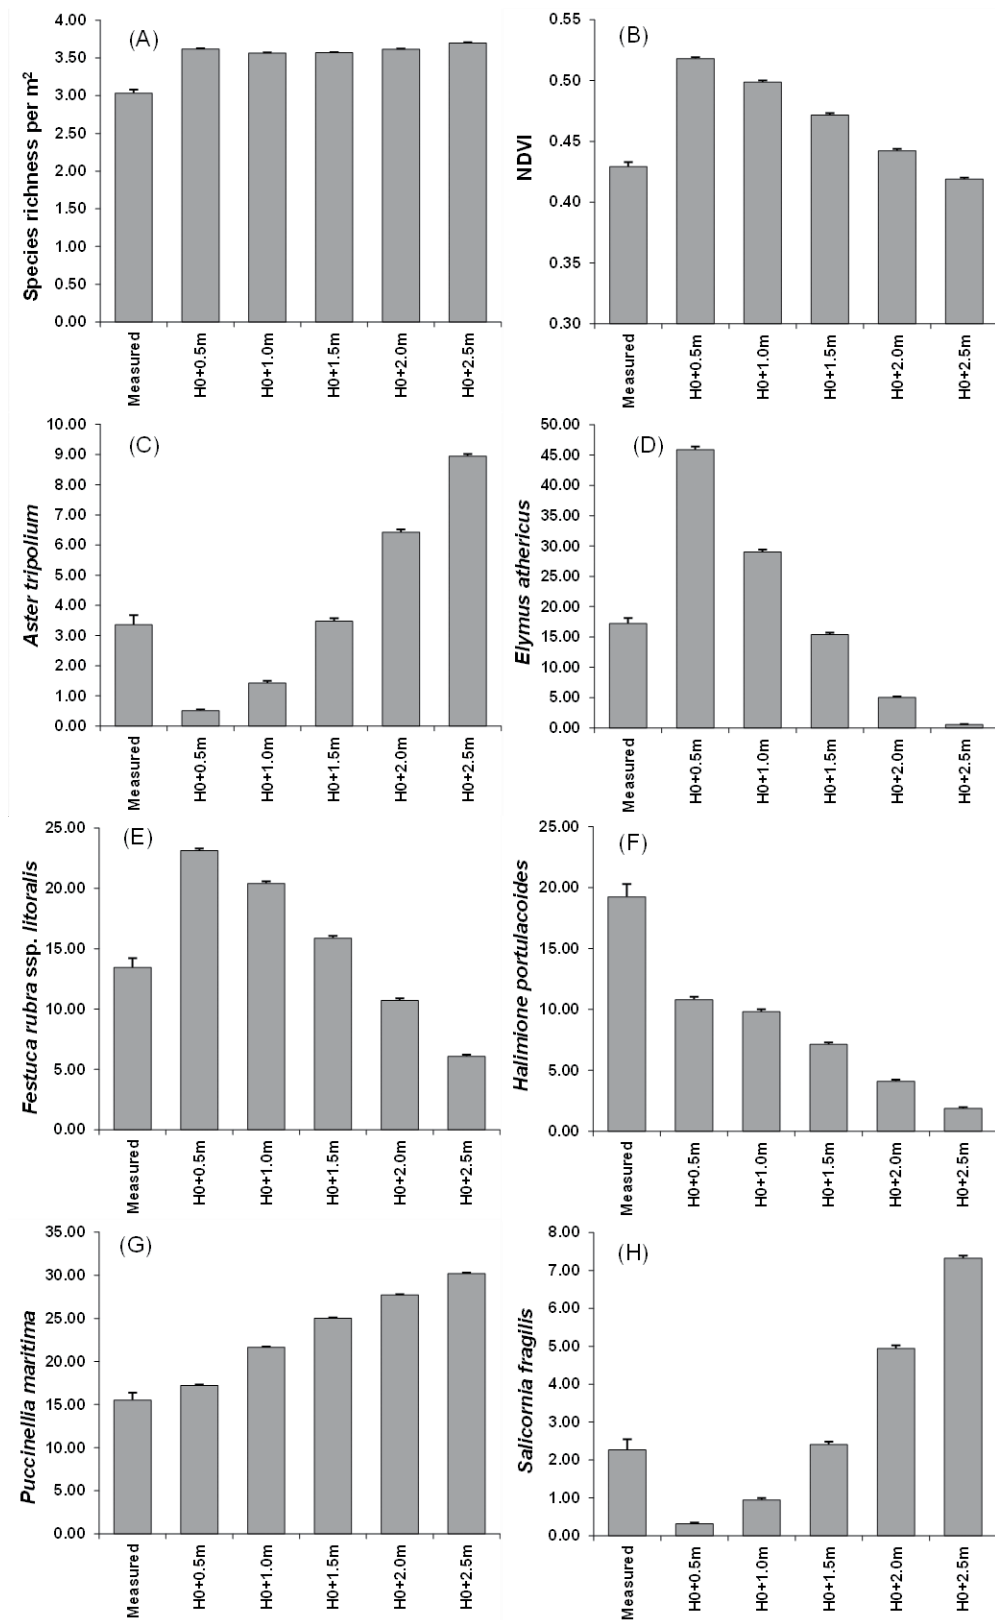 (A)
Species richness per m²
4.00
3.50
3.00
2.50
2.00
1.50
1.00
0.50
0.00
Measured
H0+0.5m
H0+1.0m
H0+1.5m
H0+2.0m
H0+2.5m
(B)
NDVI
0.55
0.50
0.45
0.40
0.35
0.30
Measured
H0+0.5m
H0+1.0m
H0+1.5m
H0+2.0m
H0+2.5m
(C)
Aster tripolium
10.00
9.00
8.00
7.00
6.00
5.00
4.00
3.00
2.00
1.00
0.00
Measured
H0+0.5m
H0+1.0m
H0+1.5m
H0+2.0m
H0+2.5m
(D)
Elymus athericus
50.00
45.00
40.00
35.00
30.00
25.00
20.00
15.00
10.00
5.00
0.00
Measured
H0+0.5m
H0+1.0m
H0+1.5m
H0+2.0m
H0+2.5m
(E)
Festuca rubra ssp. litoralis
25.00
20.00
15.00
10.00
5.00
0.00
Measured
H0+0.5m
H0+1.0m
H0+1.5m
H0+2.0m
H0+2.5m
(F)
Halimione portulacoides
25.00
20.00
15.00
10.00
5.00
0.00
Measured
H0+0.5m
H0+1.0m
H0+1.5m
H0+2.0m
H0+2.5m
(G)
Puccinellia maritima
35.00
30.00
25.00
20.00
15.00
10.00
5.00
0.00
Measured
H0+0.5m
H0+1.0m
H0+1.5m
H0+2.0m
H0+2.5m
(H)
Salicornia fragilis
8.00
7.00
6.00
5.00
4.00
3.00
2.00
1.00
0.00
Measured
H0+0.5m
H0+1.0m
H0+1.5m
H0+2.0m
H0+2.5m